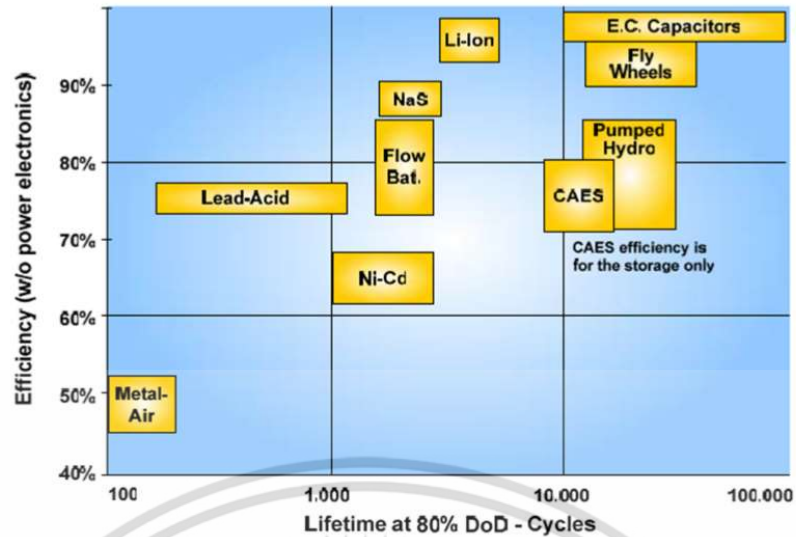 E.C. Capacitors
Li-Ion
Fly
Wheels
90%
NaS
Pumped
Hydro
Flow
Bat.
80%
CAES
Lead-Acid
70%
CAES efficiency is
for the storage only
Ni-Cd
60%
50%
Metal-
Air
40%
100
1.000
10.000
100.000
Lifetime at 80% DoD - Cycles
Efficiency (w/o power electronics)